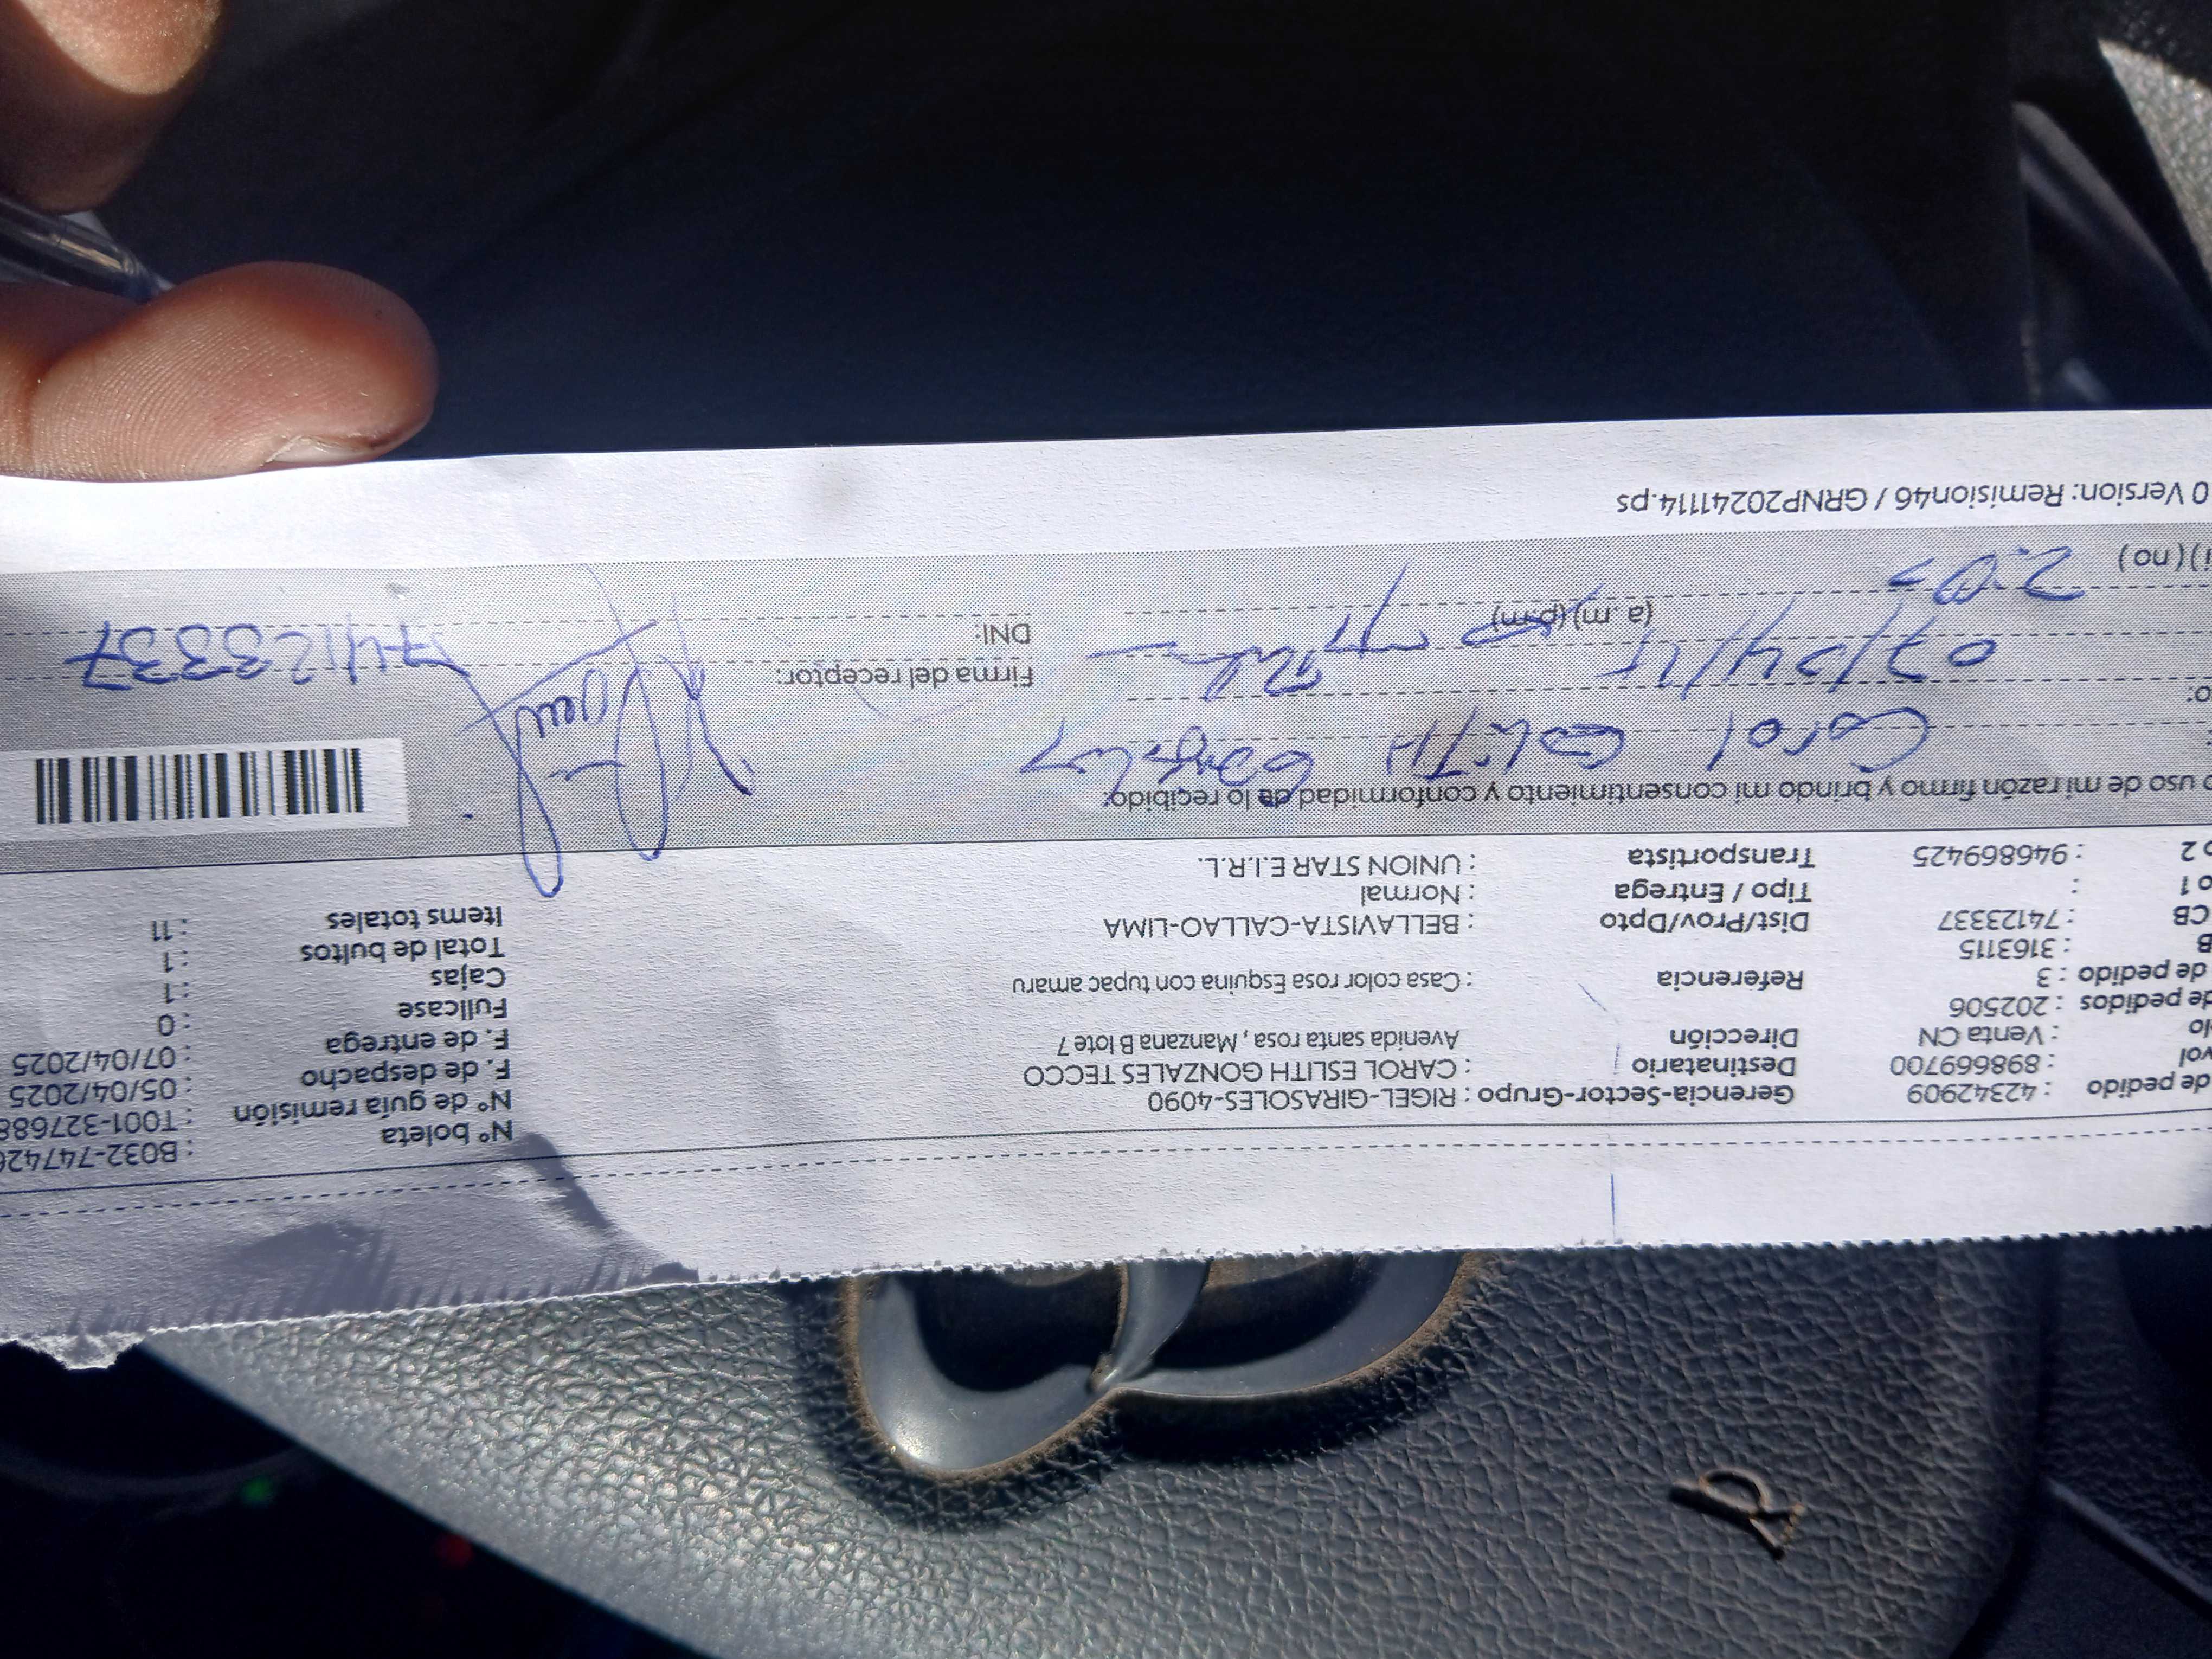 B032-747426
Nº boleta : T001-327688
de pedido : 42342909 Gerencia-Sector-Grupo : RIGEL-GIRASOLES-4090 Nº de guía remisión : 05/04/2025
vol : 898669700 Destinatario : CAROL ESLITH GONZALES TECCO F. de despacho : 07/04/2025
lo : Venta CN Dirección Avenida santa rosa , Manzana B lote 7 F. de entrega
de pedidos : 202506 Fullcase : 0
de pedido : 3 Referencia : Casa color rosa Esquina con tupac amaru Cajas : 1
B : 3163115 Total de bultos : 1
CB : 74123337 Dist/Prov/Dpto : BELLAVISTA-CALLAO-LIMA Items totales : 11
o 1 : Tipo / Entrega : Normal
o 2 : 946869425 Transportista : UNION STAR E.I.R.L.
uso de mi razón firmo y brindo mi consentimiento y conformidad de lo recibido:
Carol
o: 07/04/25 Firma del receptor:
(a.m) (p.m) DNI: 74123337
i) (no)
0 Version: Remision46 / GRNP20241114.ps